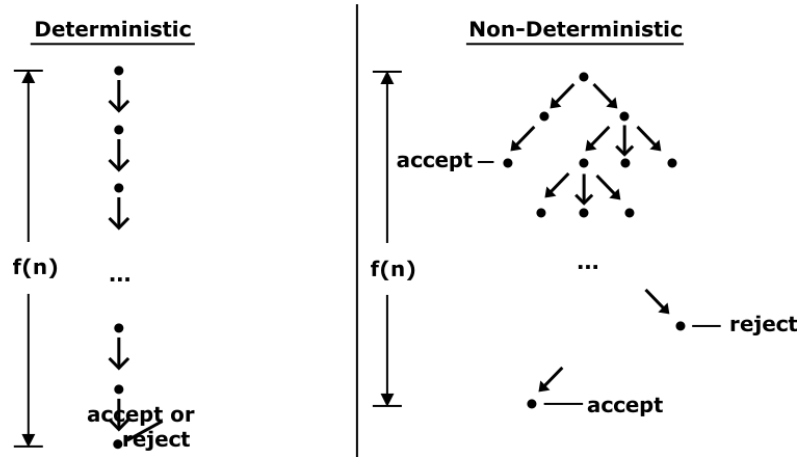 Deterministic
f(n)
...
accept or
reject
Non-Deterministic
accept
f(n)
...
reject
accept